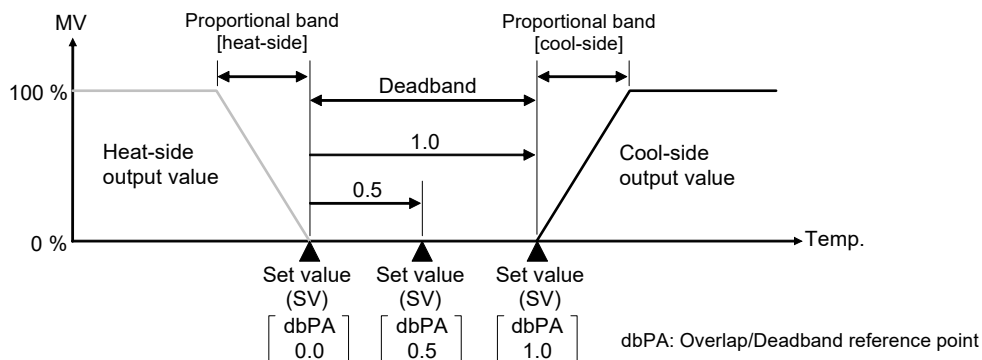 MV
Proportional band
[heat-side]
Proportional band
[cool-side]
100 %
Deadband
1.0
Heat-side
output value
Cool-side
output value
0.5
0 %
Temp.
Set value
(SV)
dbPA
0.0
Set value
(SV)
dbPA
0.5
Set value
(SV)
dbPA
1.0
dbPA: Overlap/Deadband reference point